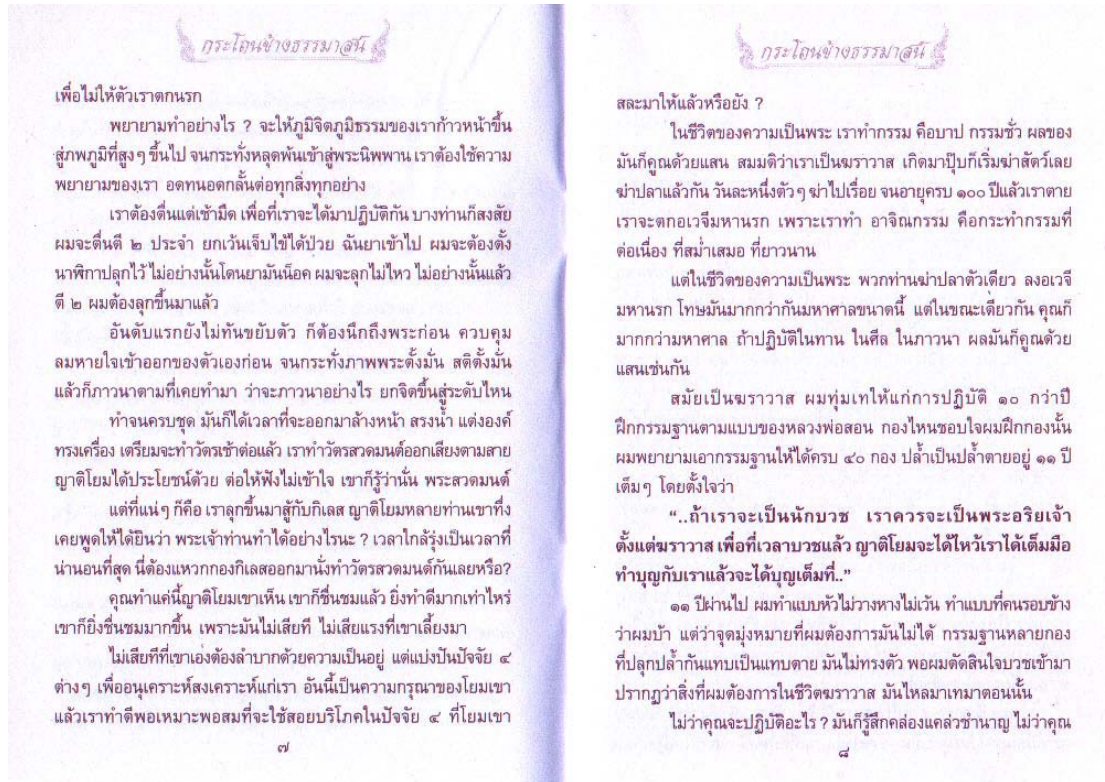 กระโถนข้างธรรมาสน์
เพื่อไม่ให้ตัวเราตกนรก
พยายามทำอย่างไร ? จะให้ภูมิจิตภูมิธรรมของเราก้าวหน้าขึ้น
สู่ภพภูมิที่สูงๆ ขึ้นไป จนกระทั่งหลุดพ้นเข้าสู่พระนิพพาน เราต้องใช้ความ
พยายามของเรา อดทนอดกลั้นต่อทุกสิ่งทุกอย่าง
เราต้องตื่นแต่เช้ามืด เพื่อที่เราจะได้มาปฏิบัติกัน บางท่านก็สงสัย
ผมจะตื่นตี ๒ ประจำ ยกเว้นเจ็บไข้ได้ป่วย ฉันยาเข้าไป ผมจะต้องตั้ง
นาฬิกาปลุกไว้ ไม่อย่างนั้นโดนยามันน็อค ผมจะลุกไม่ไหว ไม่อย่างนั้นแล้ว
ตี ๒ ผมต้องลุกขึ้นมาแล้ว
อันดับแรกยังไม่ทันขยับตัว ก็ต้องนึกถึงพระก่อน ควบคุม
ลมหายใจเข้าออกของตัวเองก่อน จนกระทั่งภาพพระตั้งมั่น สติตั้งมั่น
แล้วก็ภาวนาตามที่เคยทำมา ว่าจะภาวนาอย่างไร ยกจิตขึ้นสู่ระดับไหน
ทำจนครบชุด มันก็ได้เวลาที่จะออกมาล้างหน้า สรงน้ำ แต่งองค์
ทรงเครื่อง เตรียมจะทำวัตรเช้าต่อแล้ว เราทำวัตรสวดมนต์ออกเสียงตามสาย
ญาติโยมได้ประโยชน์ด้วย ต่อให้ฟังไม่เข้าใจ เขาก็รู้ว่านั่น พระสวดมนต์
แต่ที่แน่ๆ ก็คือ เราลุกขึ้นมาสู้กับกิเลส ญาติโยมหลายท่านเขาทึ่ง
เคยพูดให้ได้ยินว่า พระเจ้าท่านทำได้อย่างไรนะ ? เวลาใกล้รุ่งเป็นเวลาที่
น่านอนที่สุด นี่ต้องแหวกกองกิเลสออกมานั่งทำวัตรสวดมนต์กันเลยหรือ?
คุณทำแค่นี้ญาติโยมเขาเห็น เขาก็ชื่นชมแล้ว ยิ่งทำดีมากเท่าไหร่
เขาก็ยิ่งชื่นชมมากขึ้น เพราะมันไม่เสียที ไม่เสียแรงที่เขาเลี้ยงมา
ไม่เสียทีที่เขาเองต้องลำบากด้วยความเป็นอยู่ แต่แบ่งปันปัจจัย ๔
ต่างๆ เพื่ออนุเคราะห์สงเคราะห์แก่เรา อันนี้เป็นความกรุณาของโยมเขา
แล้วเราทำดีพอเหมาะพอสมที่จะใช้สอยบริโภคในปัจจัย ๔ ที่โยมเขา
๗
กระโถนข้างธรรมาสน์
สละมาให้แล้วหรือยัง ?
ในชีวิตของความเป็นพระ เราทำกรรม คือบาป กรรมชั่ว ผลของ
มันก็คูณด้วยแสน สมมติว่าเราเป็นฆราวาส เกิดมาปุ๊บก็เริ่มฆ่าสัตว์เลย
ฆ่าปลาแล้วกัน วันละหนึ่งตัวๆ ฆ่าไปเรื่อย จนอายุครบ ๑๐๐ ปีแล้วเราตาย
เราจะตกอเวจีมหานรก เพราะเราทำ อาจิณกรรม คือกระทำกรรมที่
ต่อเนื่อง ที่สม่ำเสมอ ที่ยาวนาน
แต่ในชีวิตของความเป็นพระ พวกท่านฆ่าปลาตัวเดียว ลงอเวจี
มหานรก โทษมันมากกว่ากันมหาศาลขนาดนี้ แต่ในขณะเดียวกัน คุณก็
มากกว่ามหาศาล ถ้าปฏิบัติในทาน ในศีล ในภาวนา ผลมันก็คูณด้วย
แสนเช่นกัน
สมัยเป็นฆราวาส ผมทุ่มเทให้แก่การปฏิบัติ ๑๐ กว่าปี
ฝึกกรรมฐานตามแบบของหลวงพ่อสอน กองไหนชอบใจผมฝึกกองนั้น
ผมพยายามเอากรรมฐานให้ได้ครบ ๔๐ กอง ปล้ำเป็นปล้ำตายอยู่ ๑๑ ปี
เต็มๆ โดยตั้งใจว่า
“..ถ้าเราจะเป็นนักบวช เราควรจะเป็นพระอริยเจ้า
ตั้งแต่ฆราวาส เพื่อที่เวลาบวชแล้ว ญาติโยมจะได้ไหว้เราได้เต็มมือ
ทำบุญกับเราแล้วจะได้บุญเต็มที่..”
๑๑ ปีผ่านไป ผมทำแบบหัวไม่วางหางไม่เว้น ทำแบบที่คนรอบข้าง
ว่าผมบ้า แต่ว่าจุดมุ่งหมายที่ผมต้องการมันไม่ได้ กรรมฐานหลายกอง
ที่ปลุกปล้ำกันแทบเป็นแทบตาย มันไม่ทรงตัว พอผมตัดสินใจบวชเข้ามา
ปรากฏว่าสิ่งที่ผมต้องการในชีวิตฆราวาส มันไหลมาเทมาตอนนั้น
ไม่ว่าคุณจะปฏิบัติอะไร ? มันก็รู้สึกคล่องแคล่วชำนาญ ไม่ว่าคุณ
๘